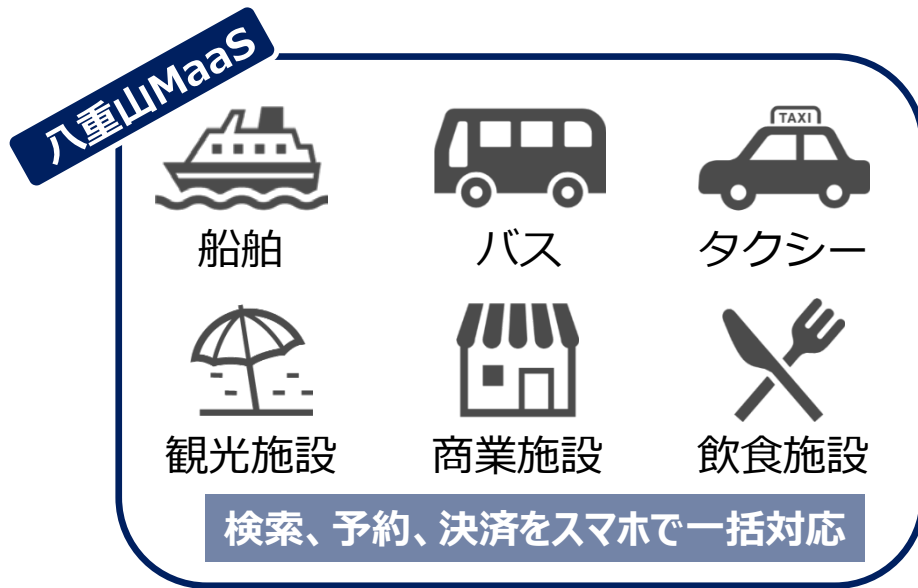 八重山MaaS
TAXI
船舶 バス タクシー
観光施設 商業施設 飲食施設
検索、予約、決済をスマホで一括対応